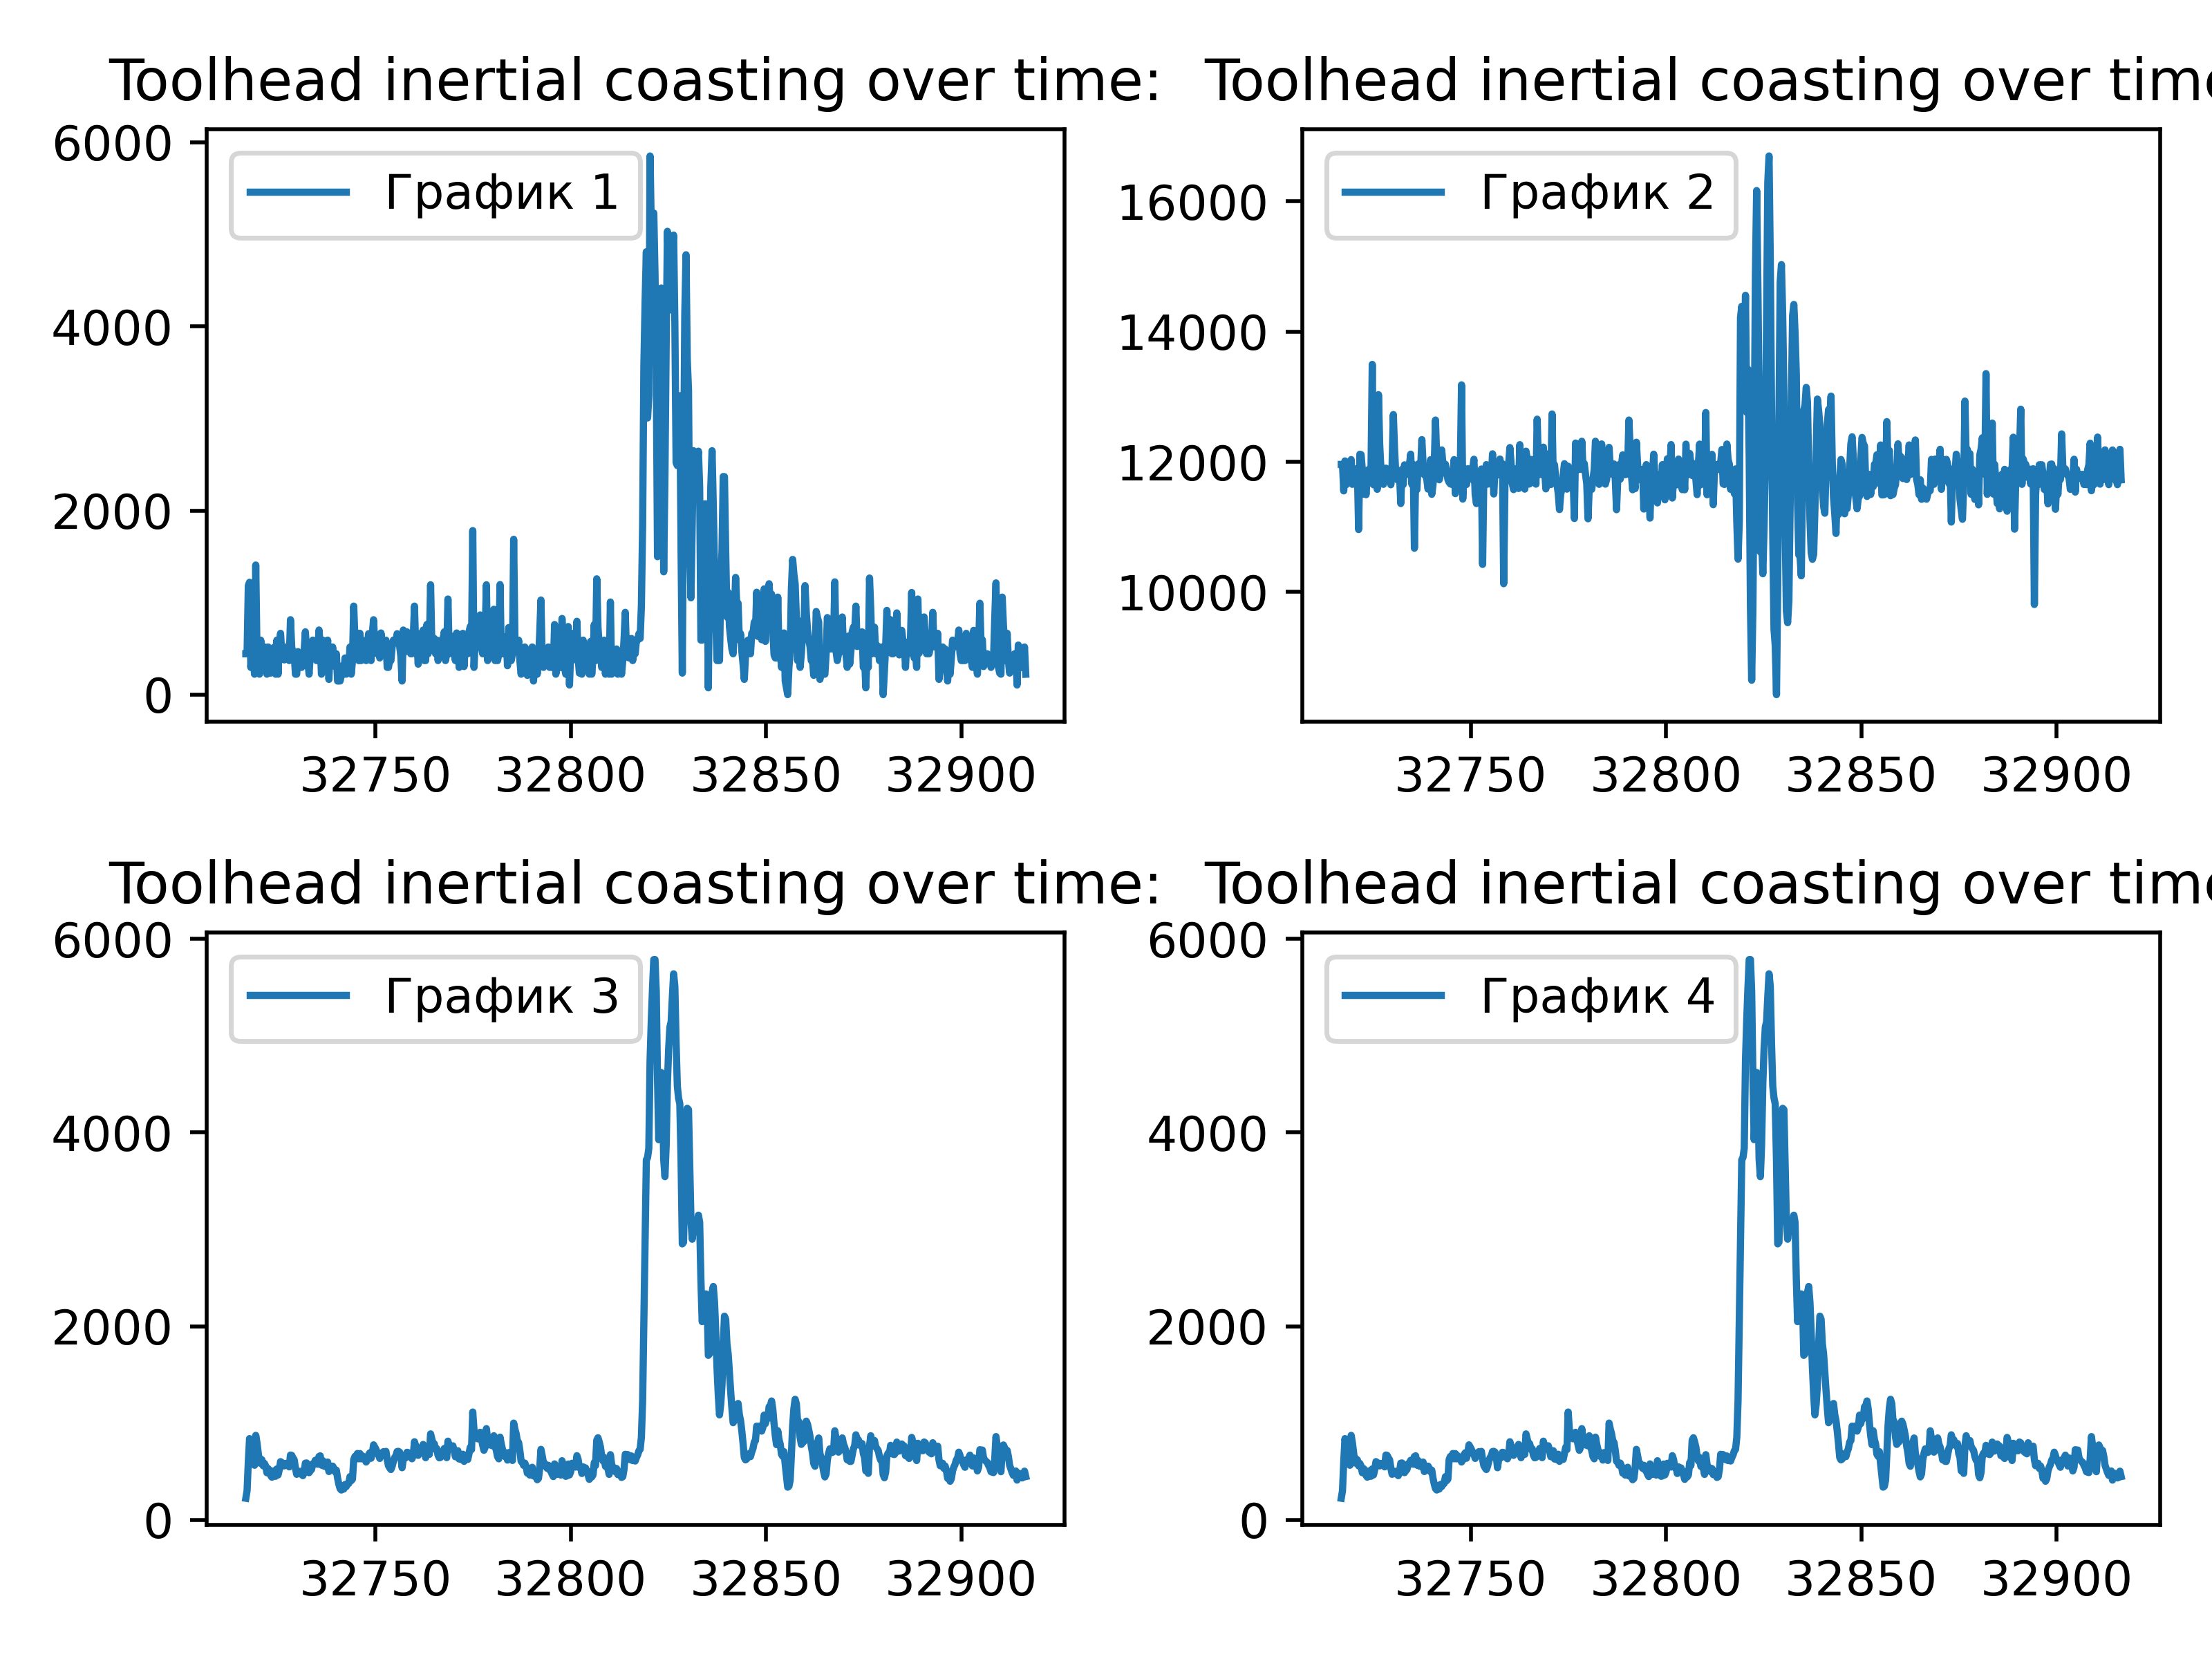 Toolhead inertial coasting over time:
6000
4000
2000
0
График 1
32750 32800 32850 32900
Toolhead inertial coasting over time
16000
14000
12000
10000
График 2
32750 32800 32850 32900
Toolhead inertial coasting over time:
6000
4000
2000
0
График 3
32750 32800 32850 32900
Toolhead inertial coasting over time
6000
4000
2000
0
График 4
32750 32800 32850 32900